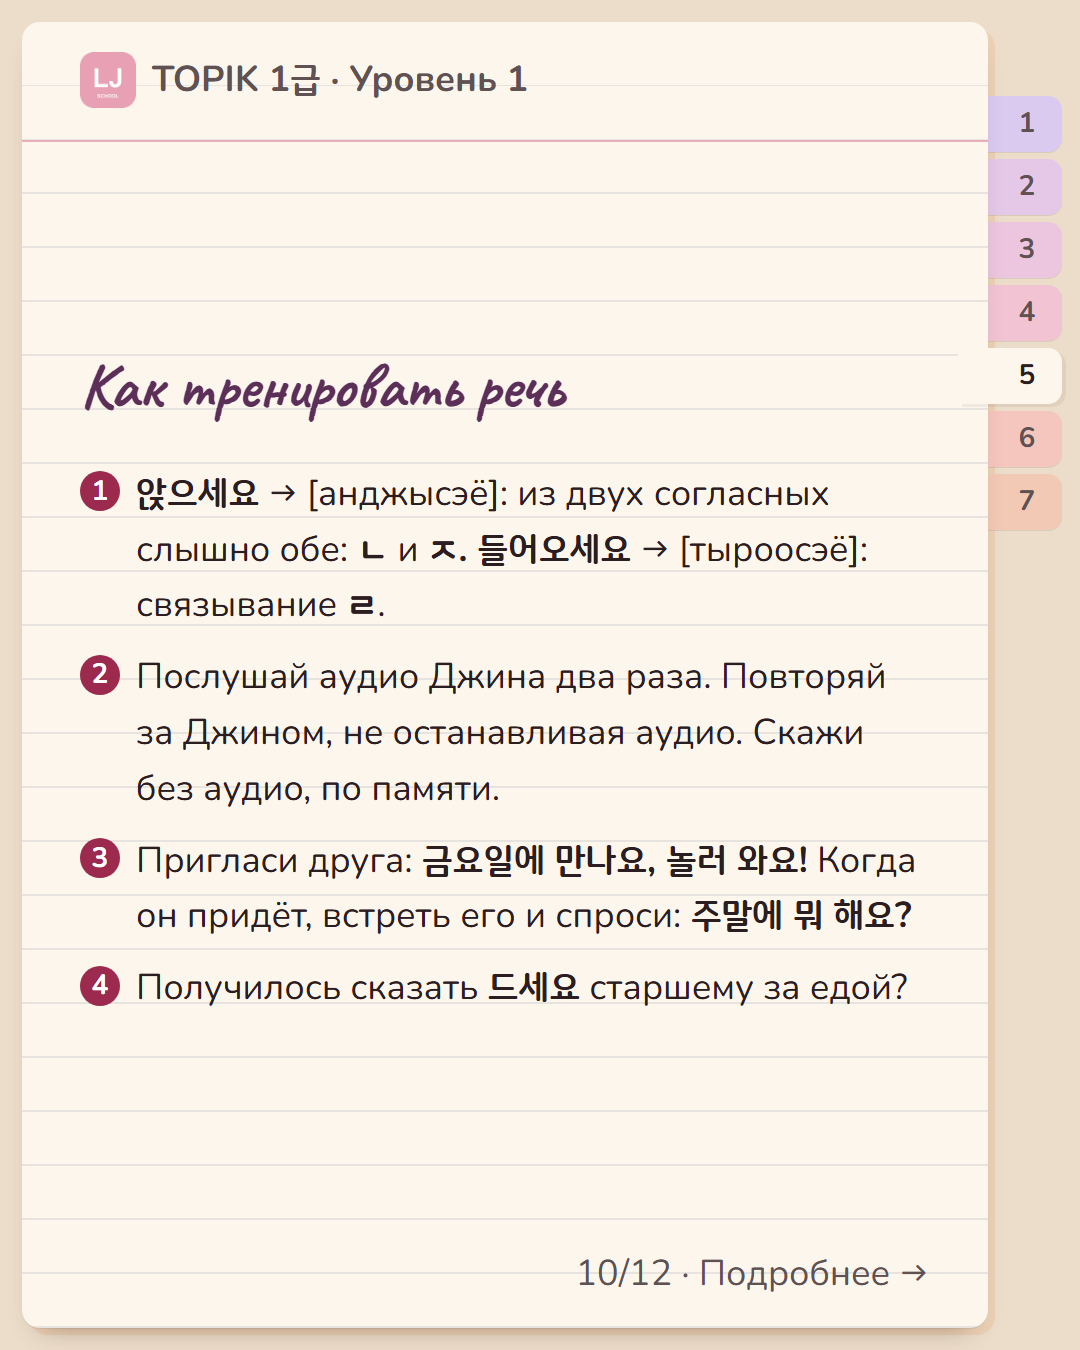 LJ
SCHOOL
TOPIK 1급 · Уровень 1
1
2
3
4
5
6
7
Как тренировать речь
1 앉으세요 → [анджысэё]: из двух согласных
слышно обе: ㄴ и ㅈ. 들어오세요 → [тыроосэё]:
связывание ㄹ.
2 Послушай аудио Джина два раза. Повторяй
за Джином, не останавливая аудио. Скажи
без аудио, по памяти.
3 Пригласи друга: 금요일에 만나요, 놀러 와요! Когда
он придёт, встреть его и спроси: 주말에 뭐 해요?
4 Получилось сказать 드세요 старшему за едой?
10/12 · Подробнее →